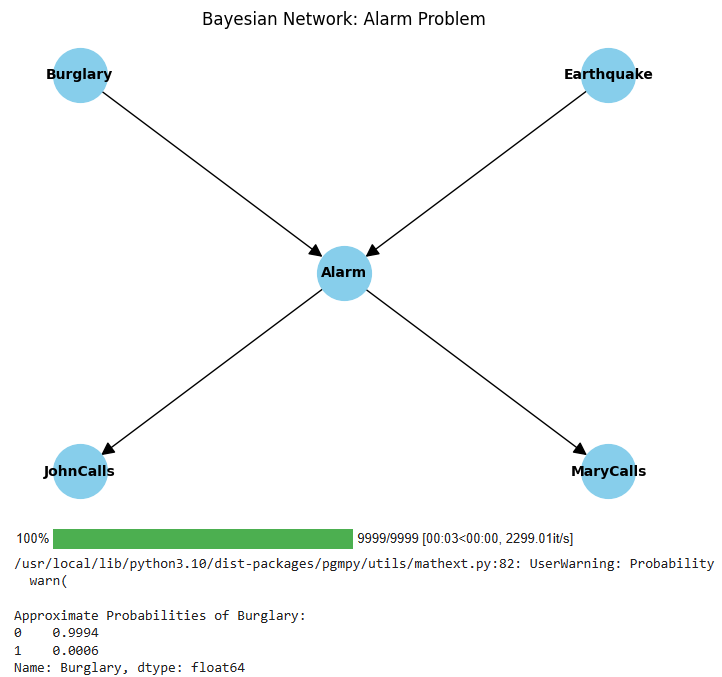 Bayesian Network: Alarm Problem
Burglary
Earthquake
Alarm
JohnCalls
MaryCalls
100% 9999/9999 [00:03<00:00, 2299.01it/s]
/usr/local/lib/python3.10/dist-packages/pgmpy/utils/mathext.py:82: UserWarning: Probability
  warn(
Approximate Probabilities of Burglary:
0    0.9994
1    0.0006
Name: Burglary, dtype: float64